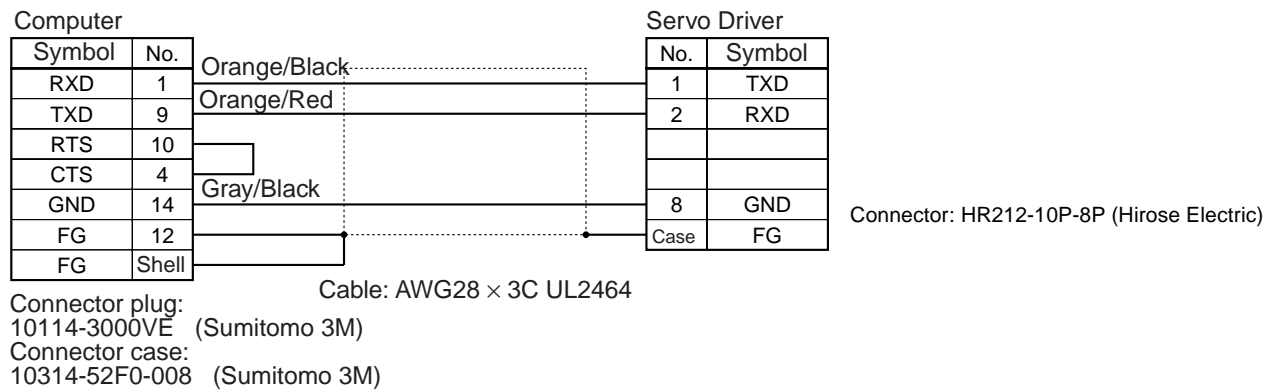 Computer Servo Driver
Symbol No. No. Symbol
Orange/Black
RXD 1 1 TXD
Orange/Red
TXD 9 2 RXD
RTS 10
CTS 4
Gray/Black
GND 14 8 GND
Connector: HR212-10P-8P (Hirose Electric)
FG 12 Case FG
FG Shell
Cable: AWG28 × 3C UL2464
Connector plug:
10114-3000VE (Sumitomo 3M)
Connector case:
10314-52F0-008 (Sumitomo 3M)